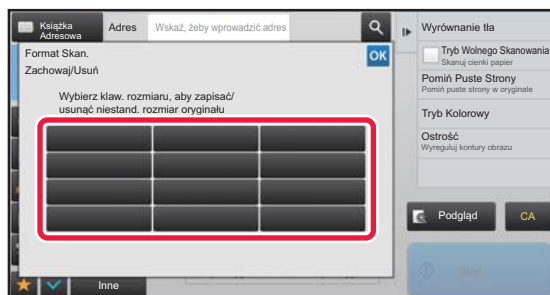 Książka
Adresowa
Adres
Wskaż, żeby wprowadzić adres
Format Skan.
OK
Zachowaj/Usuń
Wybierz klaw. rozmiaru, aby zapisać/
usunąć niestand. rozmiar oryginału
Inne
Wyrównanie tła
Tryb Wolnego Skanowania
Skanuj cienki papier
Pomiń Puste Strony
Pomiń puste strony w oryginale
Tryb Kolorowy
Ostrość
Wyreguluj kontury obrazu
Podgląd
CA
Start